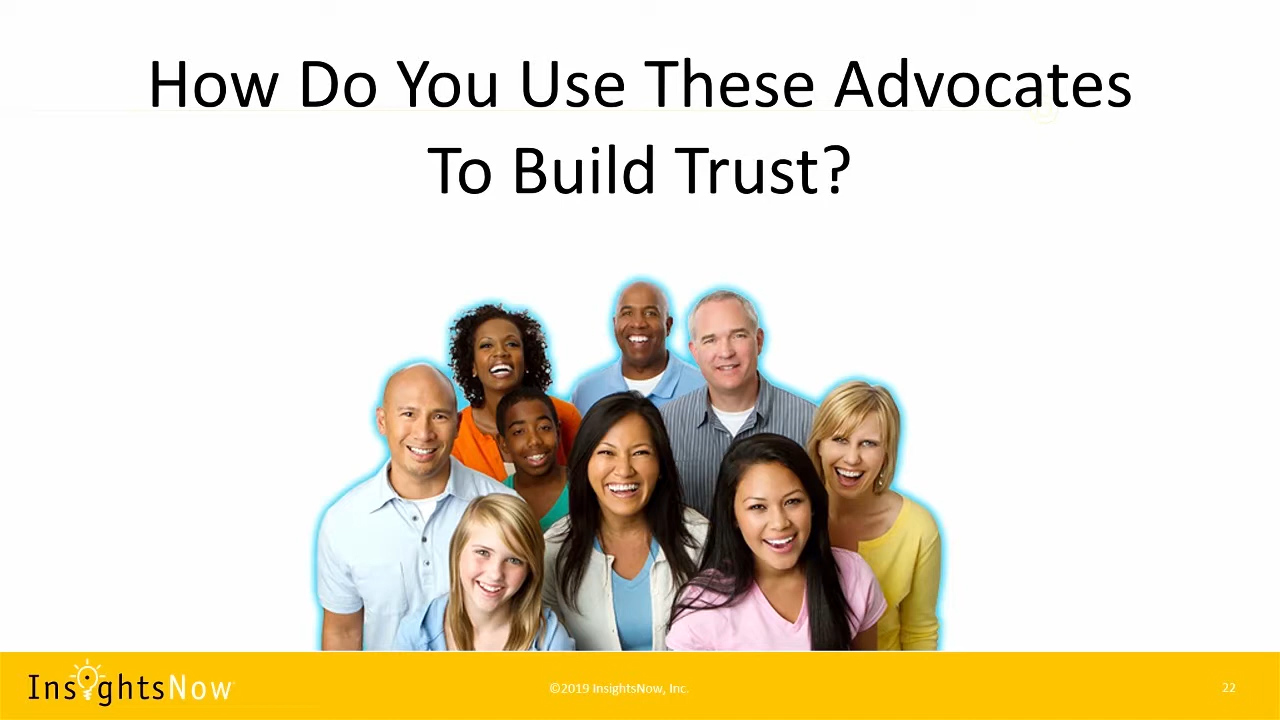 How Do You Use These Advocates
To Build Trust?
InsightsNow
©2019 InsightsNow, Inc.
22